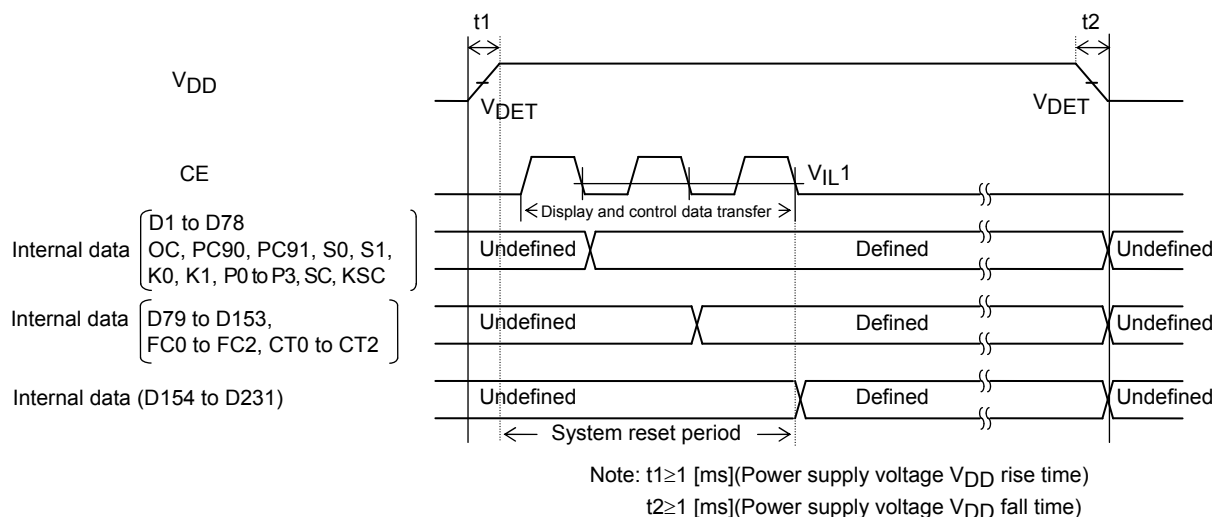 t1
t2
VDD
VDET
VDET
CE
VIL1
Display and control data transfer
Internal data
D1 to D78
OC, PC90, PC91, S0, S1,
K0, K1, P0 to P3, SC, KSC
Undefined
Defined
Undefined
Internal data
D79 to D153,
FC0 to FC2, CT0 to CT2
Undefined
Defined
Undefined
Internal data (D154 to D231)
Undefined
Defined
Undefined
System reset period
Note: t1≥1 [ms](Power supply voltage VDD rise time)
t2≥1 [ms](Power supply voltage VDD fall time)